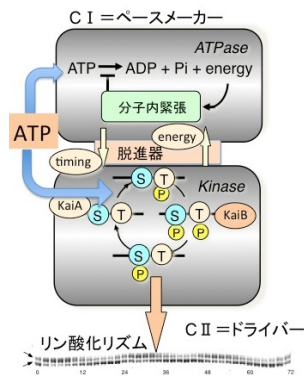 CⅠ＝ペースメーカー
ATPase
ATP ADP + Pi + energy
分子内緊張
ATP
energy
timing
脱進器
Kinase
S T
P
KaiA S T
S T KaiB
P P
S T
P
CⅡ＝ドライバー
リン酸化リズム
0 12 24 36 48 60 72